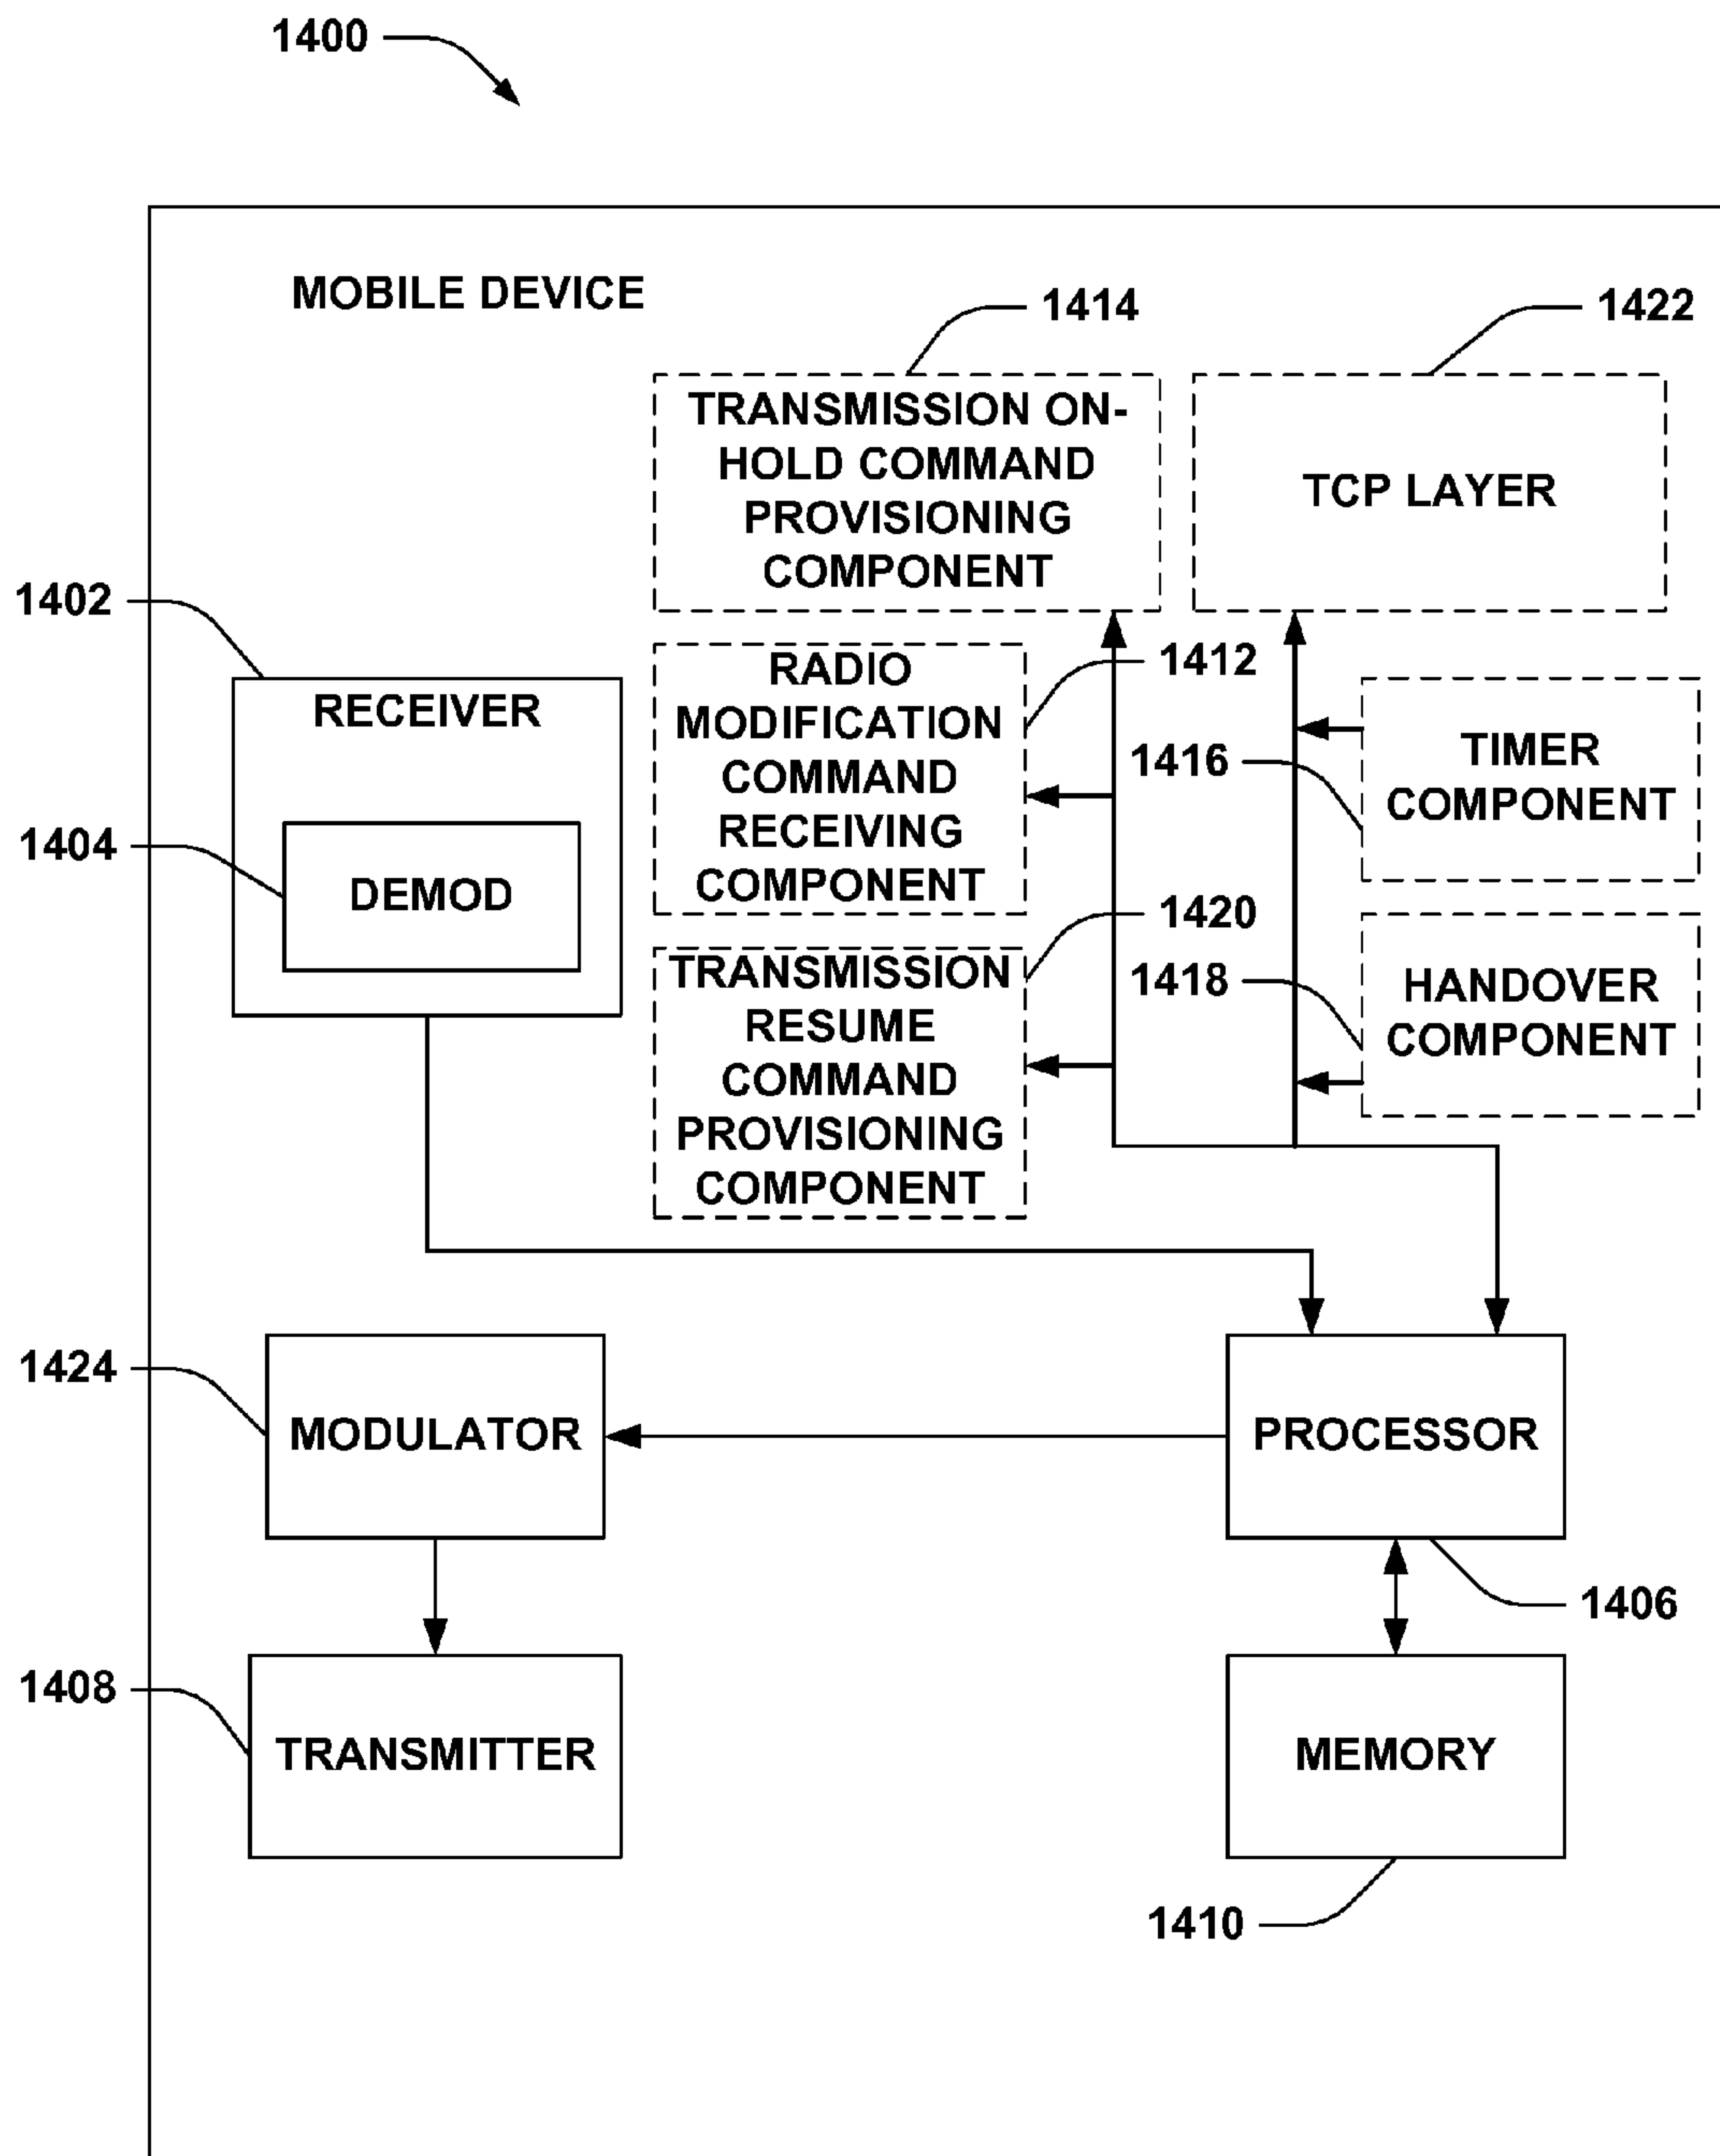 1400
MOBILE DEVICE
1414
1422
TRANSMISSION ON-
HOLD COMMAND
PROVISIONING
COMPONENT
TCP LAYER
1402
RECEIVER
1404
DEMOD
RADIO
MODIFICATION
COMMAND
RECEIVING
COMPONENT
1412
1416
TIMER
COMPONENT
1420
TRANSMISSION
RESUME
COMMAND
PROVISIONING
COMPONENT
1418
HANDOVER
COMPONENT
1424
MODULATOR
PROCESSOR
1406
1408
TRANSMITTER
MEMORY
1410